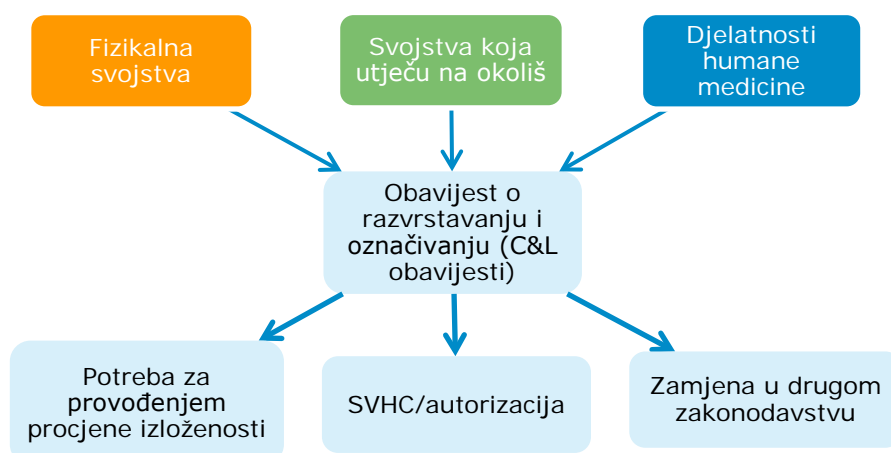 Fizikalna
svojstva
Svojstva koja
utječu na okoliš
Djelatnosti
humane
medicine
Obavijest o
razvrstavanju i
označivanju (C&L
obavijesti)
Potreba za
provođenjem
procjene izloženosti
SVHC/autorizacija
Zamjena u drugom
zakonodavstvu